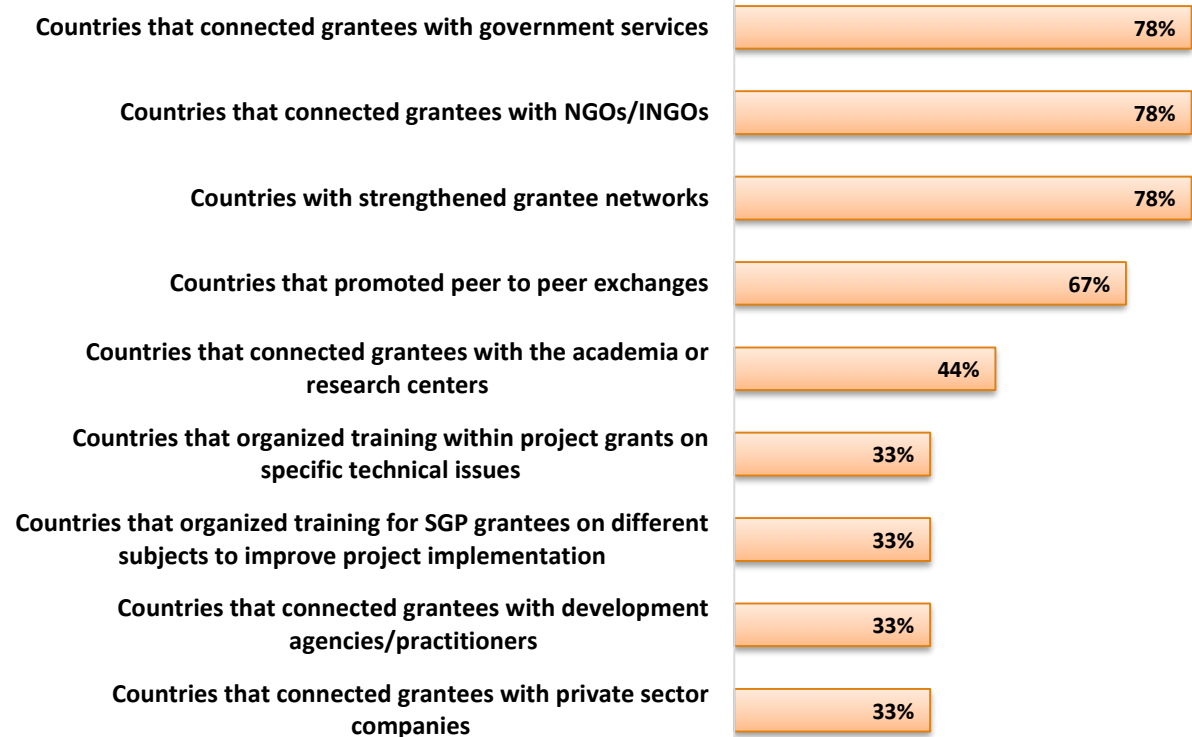 Countries that connected grantees with government services 78%
Countries that connected grantees with NGOs/INGOs 78%
Countries with strengthened grantee networks 78%
Countries that promoted peer to peer exchanges 67%
Countries that connected grantees with the academia or
research centers 44%
Countries that organized training within project grants on
specific technical issues 33%
Countries that organized training for SGP grantees on different
subjects to improve project implementation 33%
Countries that connected grantees with development
agencies/practitioners 33%
Countries that connected grantees with private sector
companies 33%